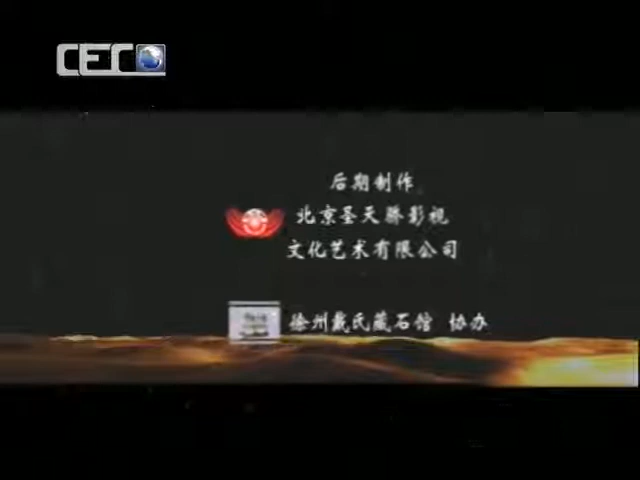 CEC
后期制作
北京圣天骄影视
文化艺术有限公司
徐州戴氏藏石馆 协办